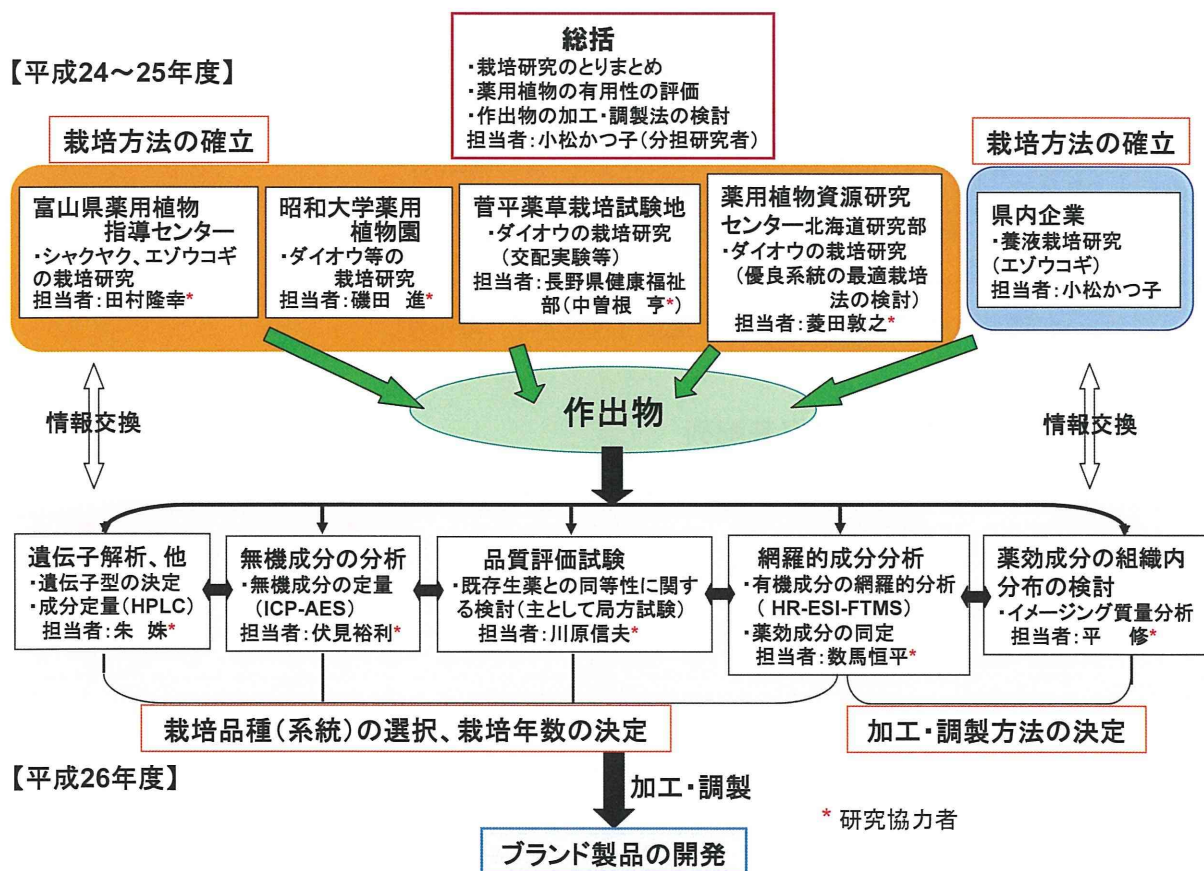 【平成24～25年度】
総括
・栽培研究のとりまとめ
・薬用植物の有用性の評価
・作出物の加工・調製法の検討
担当者：小松かつ子（分担研究者）
栽培方法の確立
富山県薬用植物
指導センター
・シャクヤク、エゾウコギ
の栽培研究
担当者：田村隆幸*
昭和大学薬用
植物園
・ダイオウ等の
栽培研究
担当者：磯田　進*
菅平薬草栽培試験地
・ダイオウの栽培研究
（交配実験等）
担当者：長野県健康福祉
部（中曽根　亨*）
薬用植物資源研究
センター北海道研究部
・ダイオウの栽培研究
（優良系統の最適栽培
法の検討）
担当者：菱田敦之*
栽培方法の確立
県内企業
・養液栽培研究
（エゾウコギ）
担当者：小松かつ子
作出物
情報交換
情報交換
遺伝子解析、他
・遺伝子型の決定
・成分定量（HPLC）
担当者：朱　姝*
無機成分の分析
・無機成分の定量
（ICP-AES）
担当者：伏見裕利*
品質評価試験
・既存生薬との同等性に関す
る検討（主として局方試験）
担当者：川原信夫*
網羅的成分分析
・有機成分の網羅的分析
（ HR-ESI-FTMS）
・薬効成分の同定
担当者：数馬恒平*
薬効成分の組織内
分布の検討
・イメージング質量分析
担当者：平　修*
栽培品種（系統）の選択、栽培年数の決定
加工・調製方法の決定
【平成26年度】
加工・調製
* 研究協力者
ブランド製品の開発